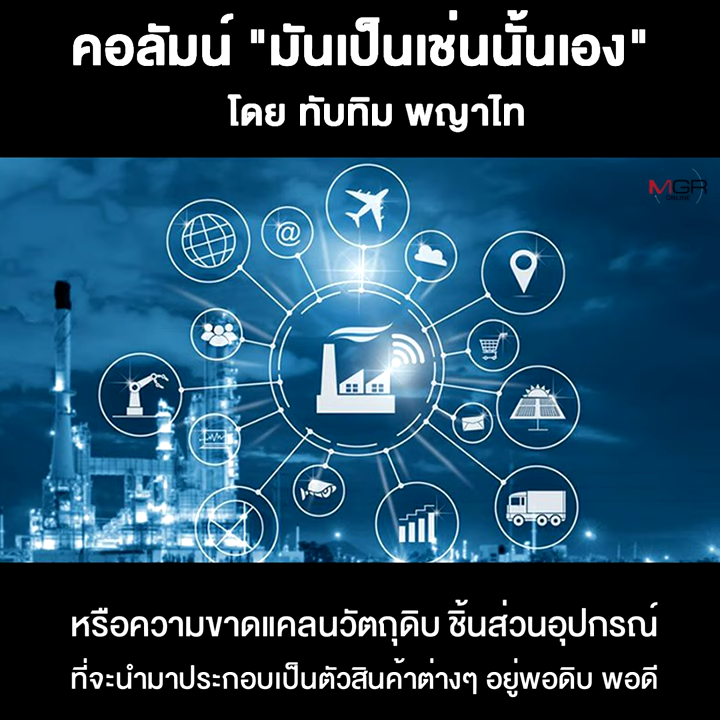 คอลัมน์ "มันเป็นเช่นนั้นเอง"
โดย ทับทิม พญาไท
MGR
ONLINE
@
หรือความขาดแคลนวัตถุดิบ ชิ้นส่วนอุปกรณ์
ที่จะนำมาประกอบเป็นตัวสินค้าต่างๆ อยู่พอดิบ พอดี